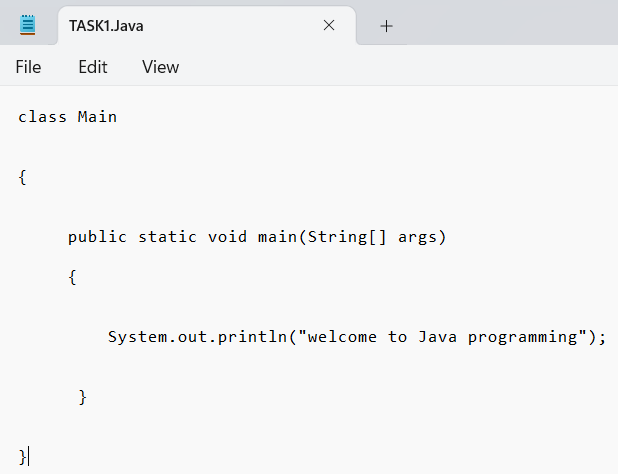 TASK1.Java
File Edit View
class Main
{
public static void main(String[] args)
{
System.out.println("welcome to Java programming");
}
}